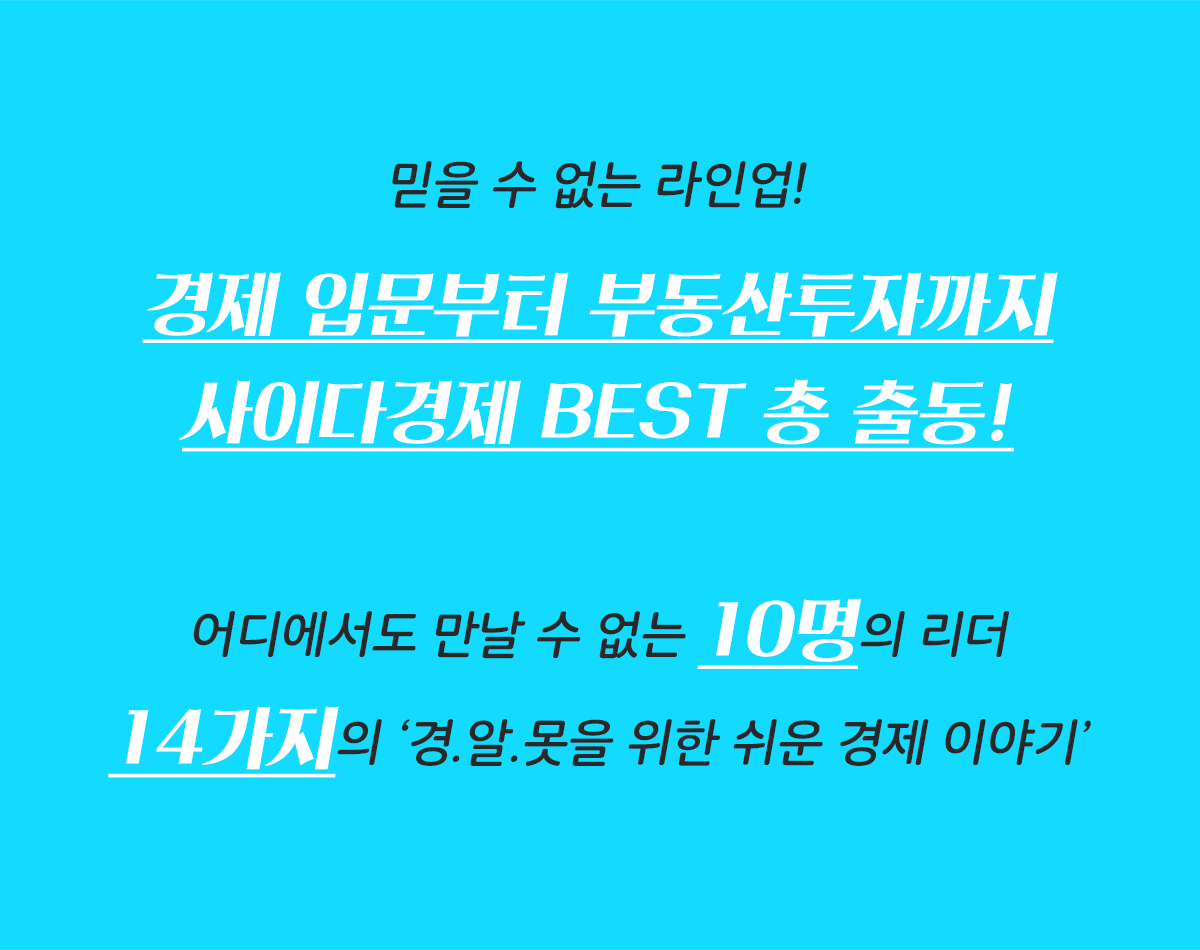 믿을 수 없는 라인업!
경제 입문부터 부동산투자까지
사이다경제 BEST 총 출동!
어디에서도 만날 수 없는 10명의 리더
14가지의 ‘경.알.못을 위한 쉬운 경제 이야기’